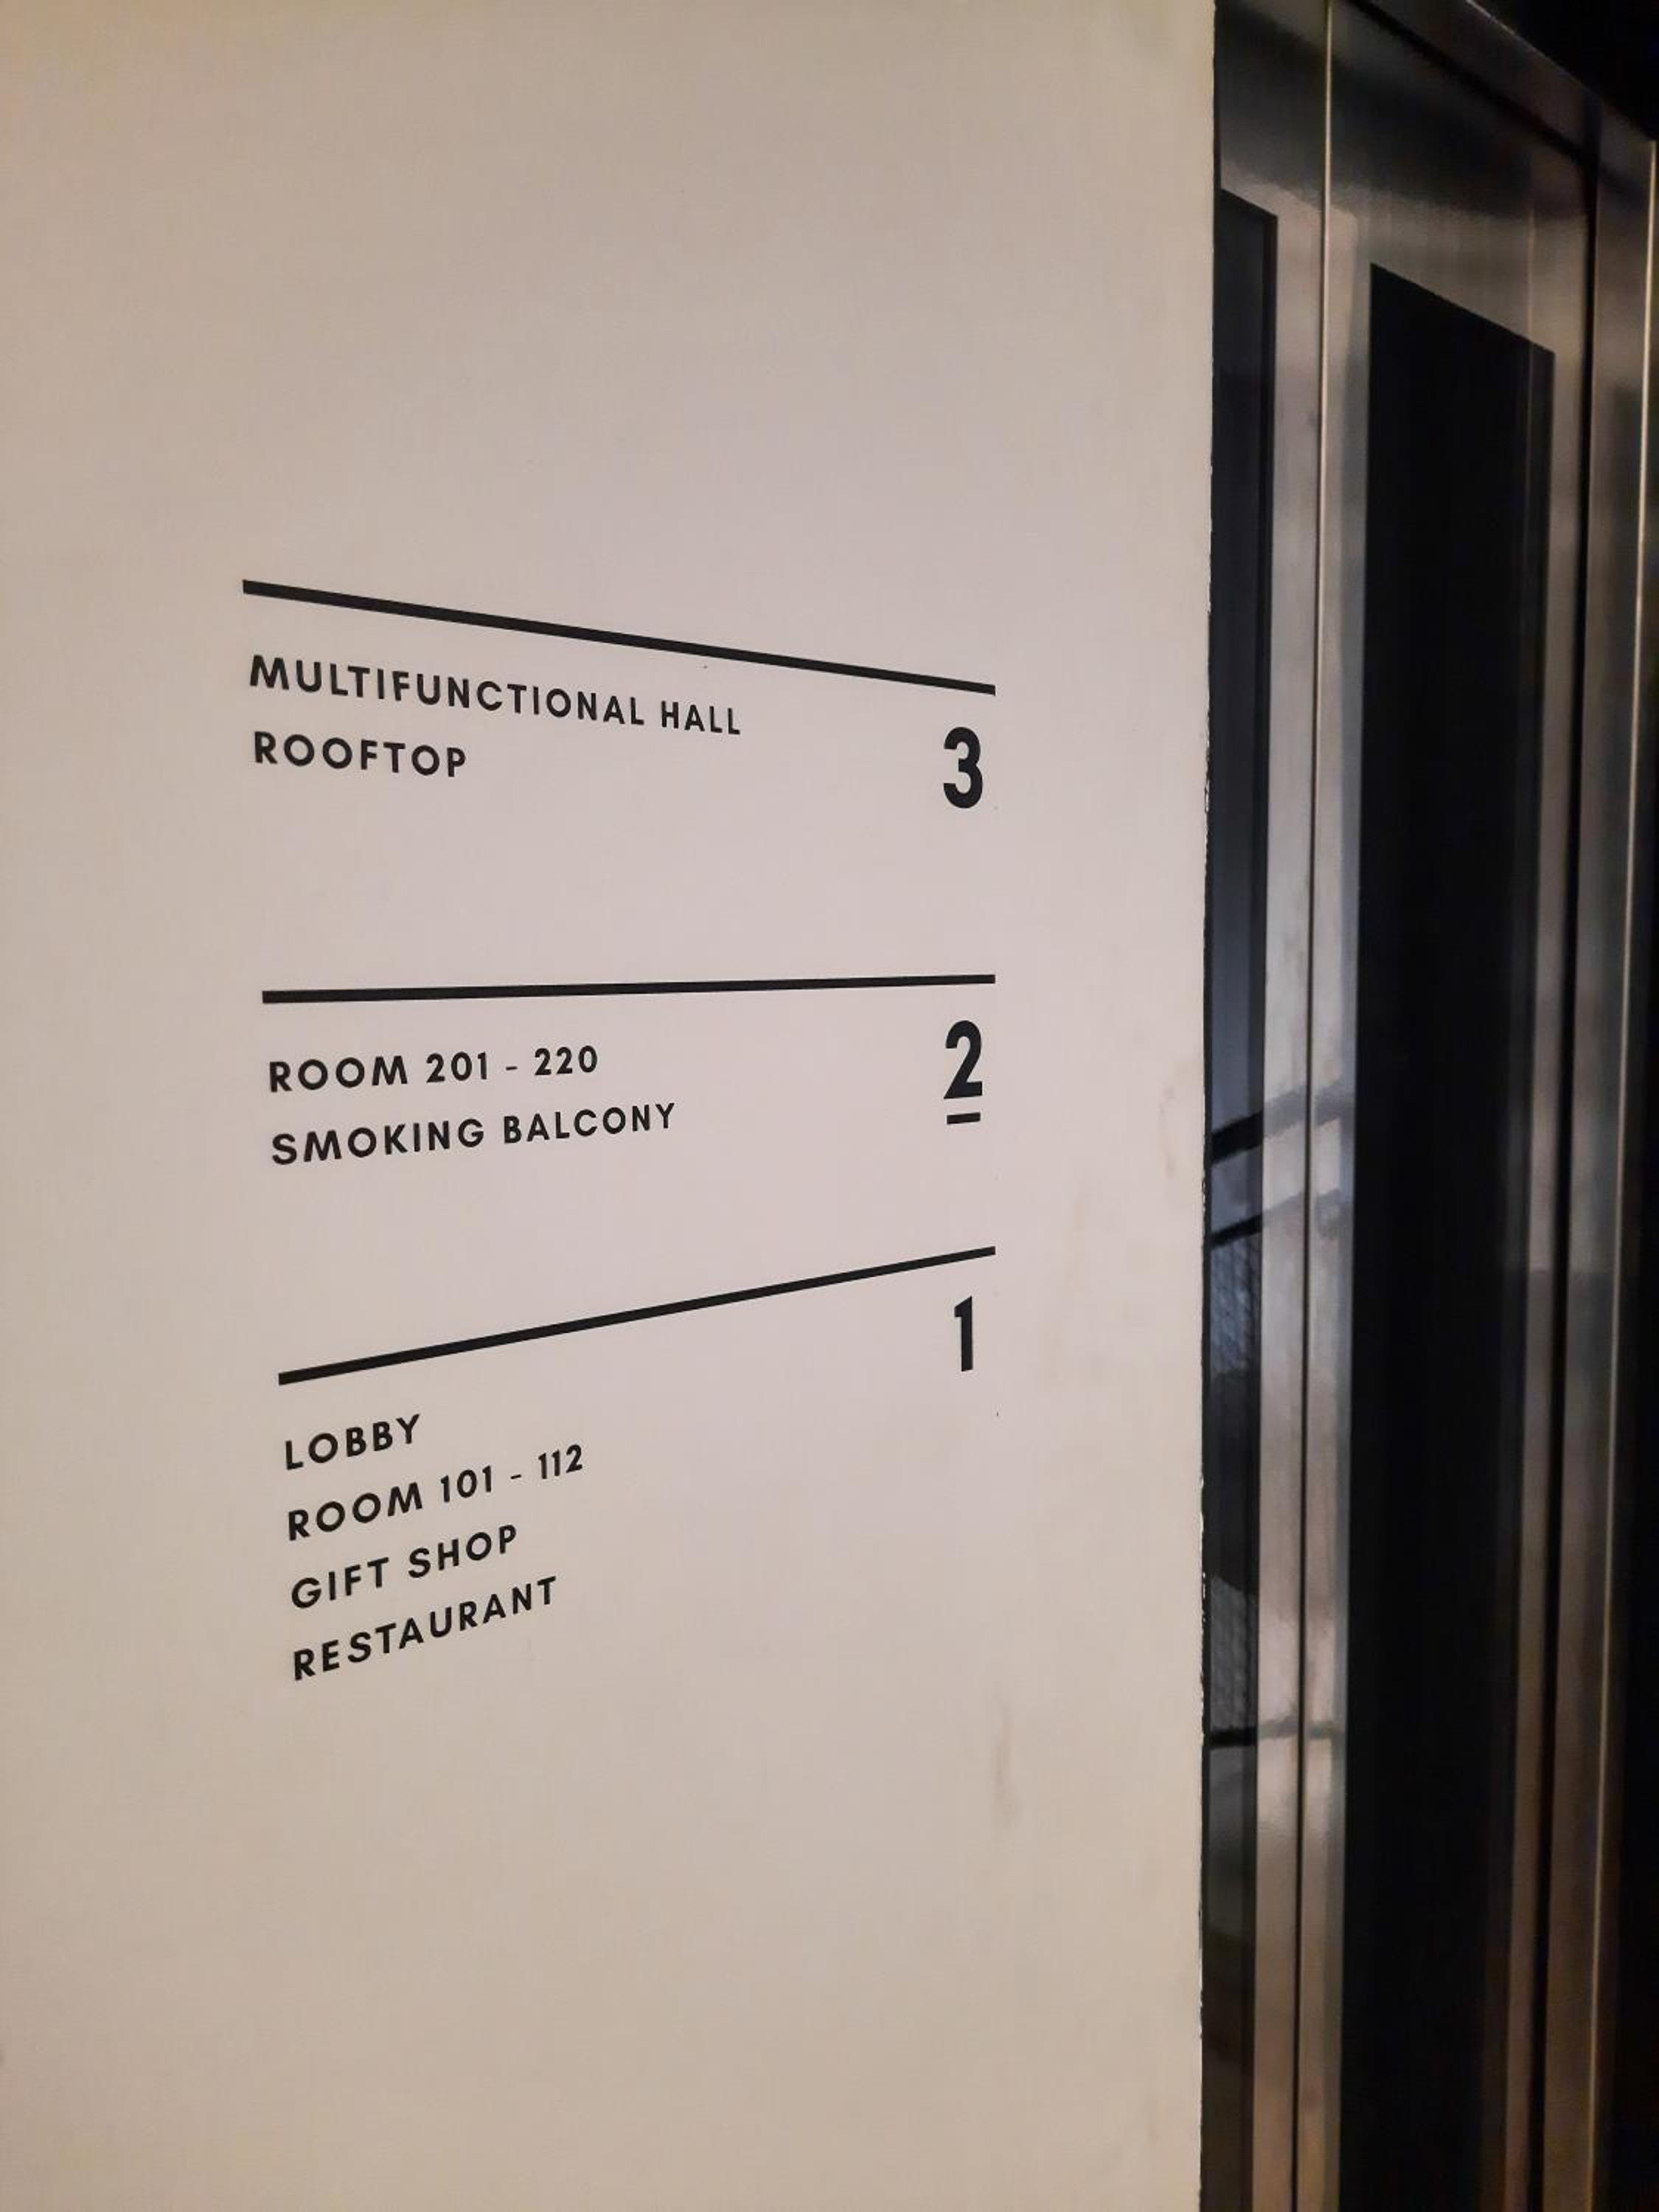 MULTIFUNCTIONAL HALL
ROOFTOP
3
ROOM 201 - 220
SMOKING BALCONY
2
1
LOBBY
ROOM 101 - 112
GIFT SHOP
RESTAURANT